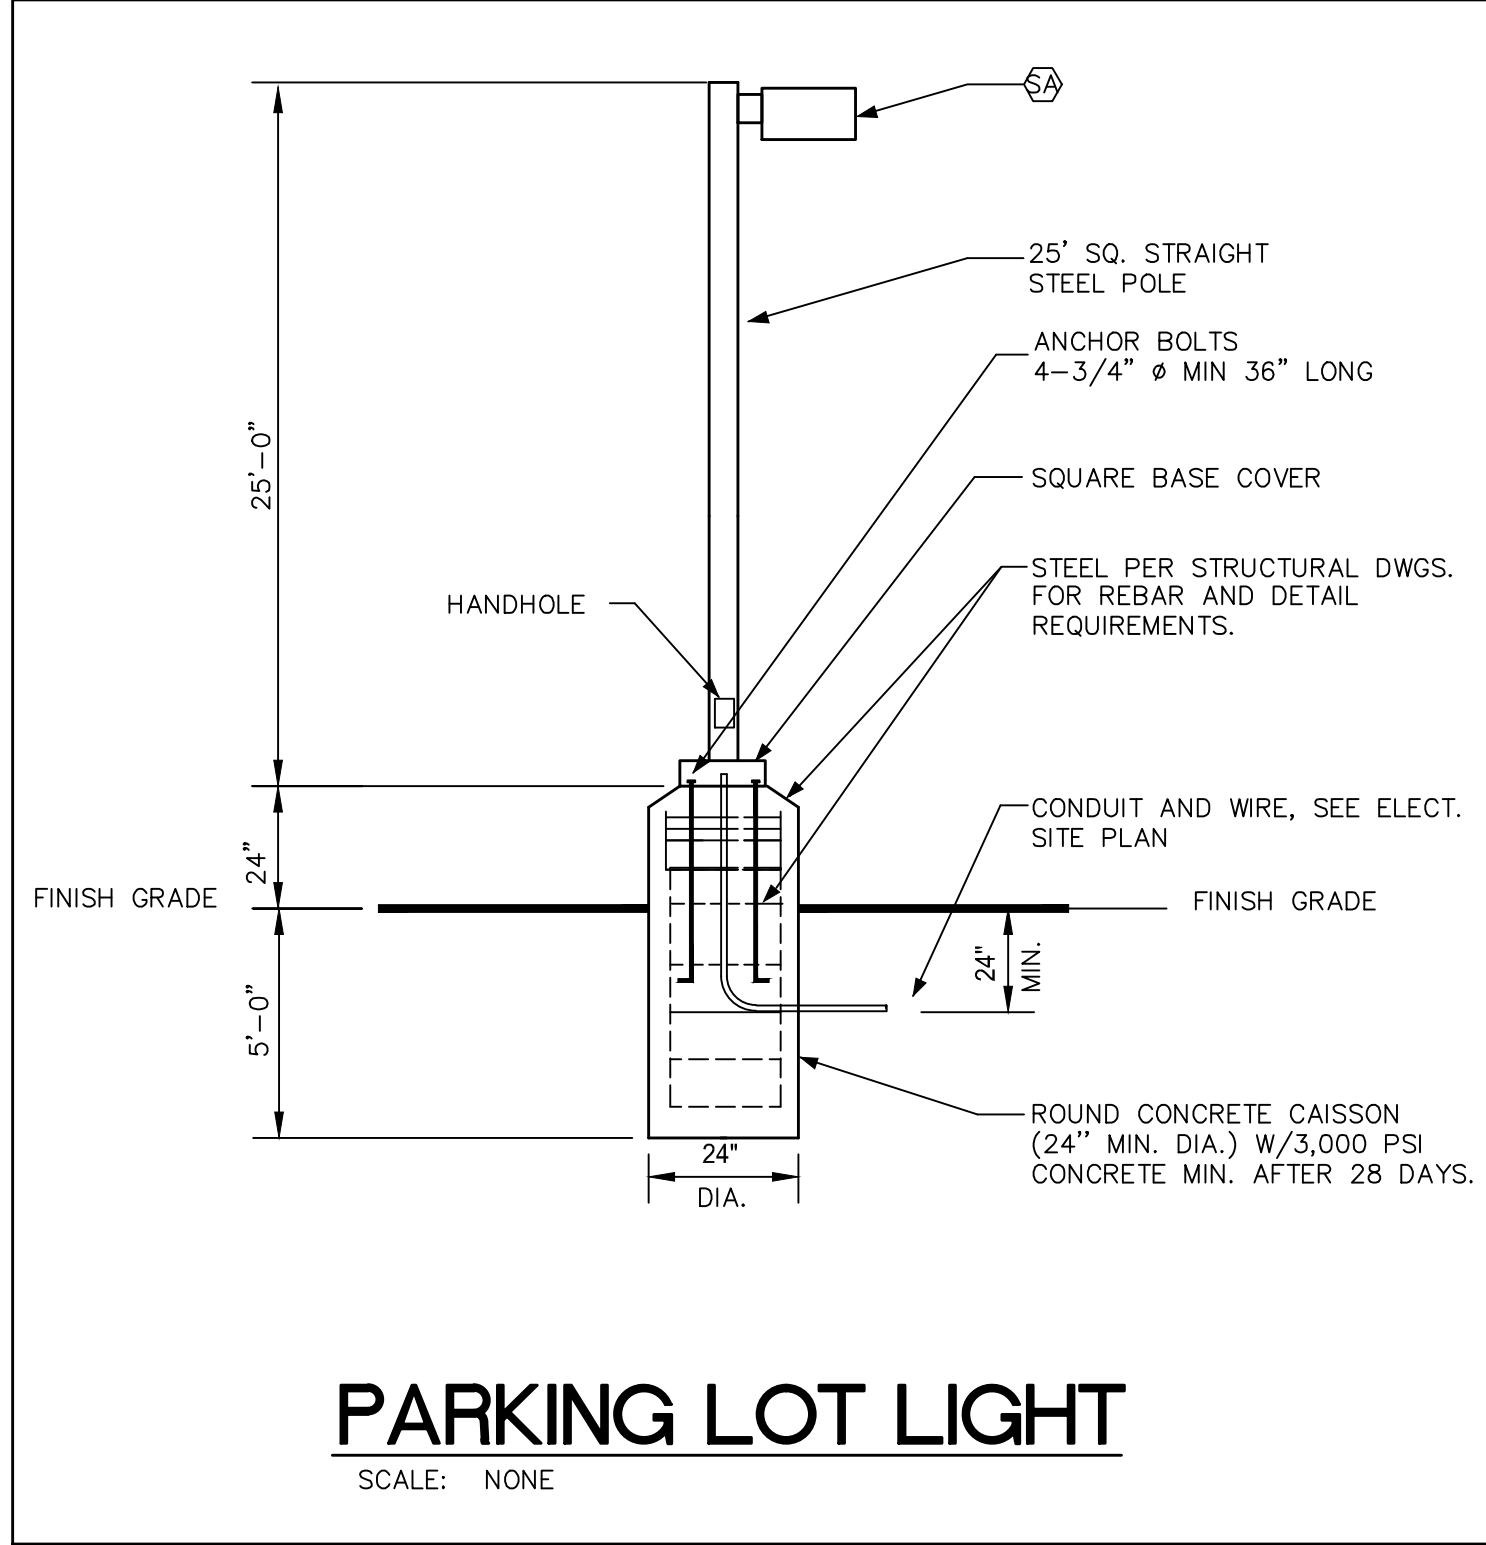 SA
25' SQ. STRAIGHT
STEEL POLE
ANCHOR BOLTS
4-3/4" ø MIN 36" LONG
25'-0"
SQUARE BASE COVER
STEEL PER STRUCTURAL DWGS.
FOR REBAR AND DETAIL
REQUIREMENTS.
HANDHOLE
CONDUIT AND WIRE, SEE ELECT.
SITE PLAN
24"
FINISH GRADE
FINISH GRADE
24"
MIN.
5'-0"
ROUND CONCRETE CAISSON
(24'' MIN. DIA.) W/3,000 PSI
CONCRETE MIN. AFTER 28 DAYS.
24"
DIA.
PARKING LOT LIGHT
SCALE: NONE